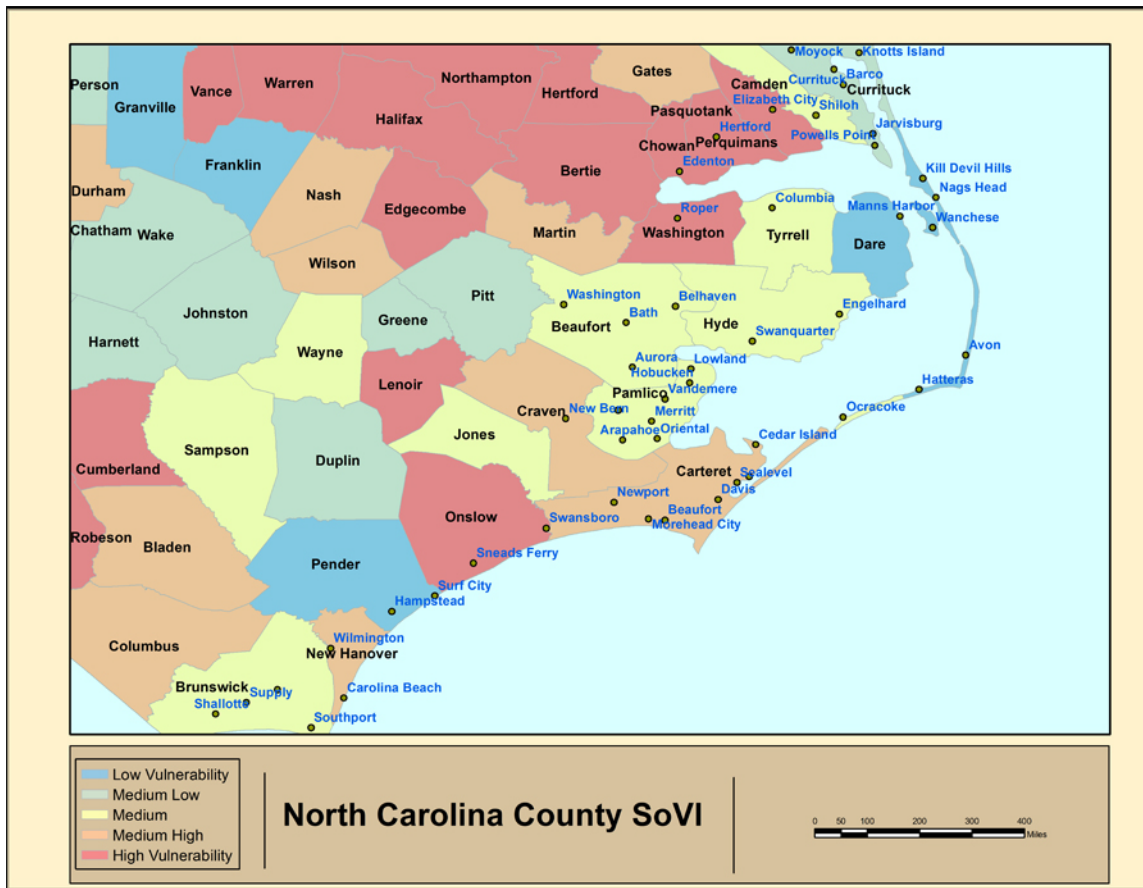 Moyock
Knotts Island
Person
Granville
Vance
Warren
Northampton
Gates
Camden
Currituck
Barco
Currituck
Halifax
Hertford
Pasquotank
Elizabeth City
Shiloh
Franklin
Hertford
Chowan
Perquimans
Powells Point
Jarvisburg
Durham
Nash
Edgecombe
Bertie
Edenton
Kill Devil Hills
Nags Head
Chatham
Wake
Martin
Roper
Washington
Columbia
Tyrrell
Manns Harbor
Wanchese
Dare
Wilson
Johnston
Greene
Pitt
Washington
Beaufort
Bath
Belhaven
Hyde
Engelhard
Swanquarter
Harnett
Wayne
Lenoir
Aurora
Hobucken
Lowland
Avon
Hatteras
Craven
New Bern
Pamlico
Vandemere
Merritt
Arapahoe
Oriental
Ocracoke
Cedar Island
Sampson
Jones
Cumberland
Duplin
Carteret
Sealevel
Davis
Onslow
Newport
Swansboro
Beaufort
Morehead City
Robeson
Bladen
Pender
Sneads Ferry
Surf City
Hampstead
Columbus
Wilmington
New Hanover
Brunswick
Supply
Shallotte
Carolina Beach
Southport
Low Vulnerability
Medium Low
Medium
Medium High
High Vulnerability
North Carolina County SoVI
0 50 100 200 300 400
Miles